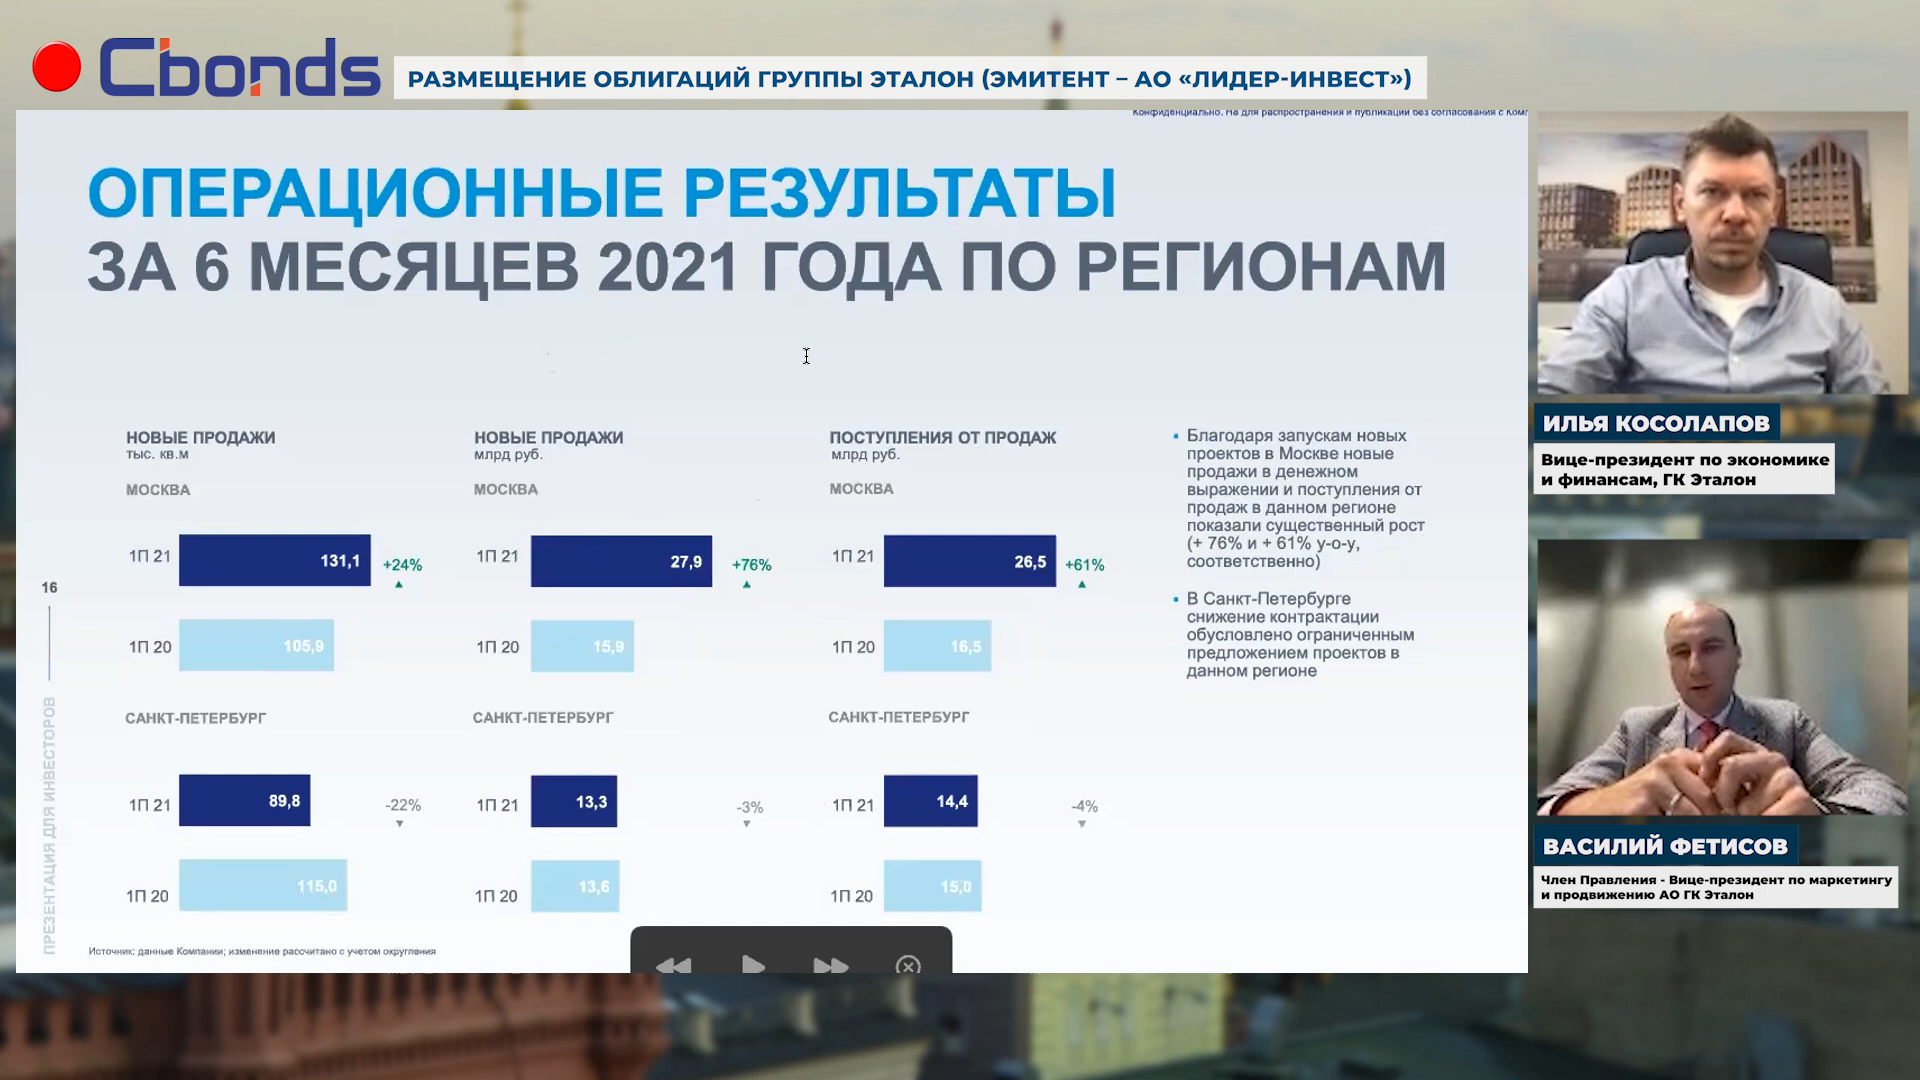 Cbonds
РАЗМЕЩЕНИЕ ОБЛИГАЦИЙ ГРУППЫ ЭТАЛОН (ЭМИТЕНТ – АО «ЛИДЕР-ИНВЕСТ»)
Конфиденциально. Не для распространения и публикации без согласования с Комп
ОПЕРАЦИОННЫЕ РЕЗУЛЬТАТЫ
ЗА 6 МЕСЯЦЕВ 2021 ГОДА ПО РЕГИОНАМ
НОВЫЕ ПРОДАЖИ
тыс. кв.м
МОСКВА
1П 21
131,1
+24%
1П 20
105,9
САНКТ-ПЕТЕРБУРГ
1П 21
89,8
-22%
1П 20
115,0
НОВЫЕ ПРОДАЖИ
млрд руб.
МОСКВА
1П 21
27,9
+76%
1П 20
15,9
САНКТ-ПЕТЕРБУРГ
1П 21
13,3
-3%
1П 20
13,6
ПОСТУПЛЕНИЯ ОТ ПРОДАЖ
млрд руб.
МОСКВА
1П 21
26,5
+61%
1П 20
16,5
САНКТ-ПЕТЕРБУРГ
1П 21
14,4
-4%
1П 20
15,0
▪ Благодаря запускам новых
проектов в Москве новые
продажи в денежном
выражении и поступления от
продаж в данном регионе
показали существенный рост
(+ 76% и + 61% y-o-y,
соответственно)
▪ В Санкт-Петербурге
снижение контрактации
обусловлено ограниченным
предложением проектов в
данном регионе
16
ПРЕЗЕНТАЦИЯ ДЛЯ ИНВЕСТОРОВ
Источник: данные Компании; изменение рассчитано с учетом округления
ИЛЬЯ КОСОЛАПОВ
Вице-президент по экономике
и финансам, ГК Эталон
ВАСИЛИЙ ФЕТИСОВ
Член Правления - Вице-президент по маркетингу
и продвижению АО ГК Эталон